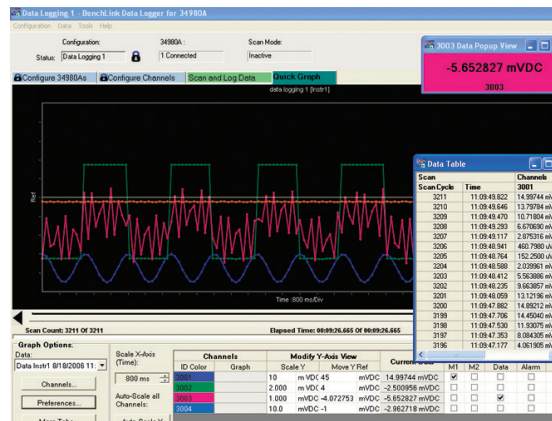 Data Logging 1 - BenchLink Data Logger for 34980A
Configuration Data Tools Help
Configuration: 34980A : Scan Mode:
Status: Data Logging 1 1 Connected Inactive
Configure 34980As Configure Channels Scan and Log Data Quick Graph
data logging 1 [Instr1]
3003 Data Popup View
-5.652827 mVDC
3003
Ref
Time :800 ms/Div
Data Table
Scan Channels
Scan Cycle Time 3001
3211 11:09:49.822 14.99744 mV
3210 11:09:49.646 13.79784 mV
3209 11:09:49.470 10.71804 mV
3208 11:09:49.293 6.670690 mV
3207 11:09:49.117 2.875316 mV
3206 11:09:48.941 460.7980 uV
3205 11:09:48.764 152.2500 uV
3204 11:09:48.588 2.039961 mV
3203 11:09:48.412 5.563886 mV
3202 11:09:48.235 9.663857 mV
3201 11:09:48.059 13.12196 mV
3200 11:09:47.882 14.89212 mV
3199 11:09:47.706 14.45040 mV
3198 11:09:47.530 11.93075 mV
3197 11:09:47.353 8.084305 mV
3196 11:09:47.177 4.061905 mV
Scan Count: 3211 Of 3211 Elapsed Time: 00:09:26.665 Of 00:09:26.665
Graph Options:
Data:
Data Instr1 8/18/2006 11:
Channels...
Preferences...
Scale X-Axis
(Time):
800 ms
Auto-Scale all
Channels:
Auto-Scale Y
Channels Modify Y-Axis View
ID Color Graph Scale Y Move Y Ref M1 M2 Data Alarm
3001 10 mVDC 45 mVDC 14.99744 mVDC
3002 2.000 mVDC 4 mVDC -2.500956 mVDC
3003 1.000 mVDC -4.072753 mVDC -5.652827 mVDC
3004 10.0 mVDC -1 mVDC -2.962718 mVDC